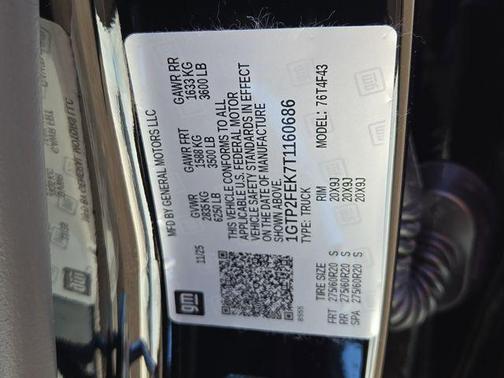 MFD BY GENERAL MOTORS LLC
11/25
GVWR GAWR FRT GAWR RR
2835 KG 1588 KG 1633 KG
6250 LB 3500 LB 3600 LB
THIS VEHICLE CONFORMS TO ALL
APPLICABLE U.S. FEDERAL MOTOR
VEHICLE SAFETY STANDARDS IN EFFECT
ON THE DATE OF MANUFACTURE
SHOWN ABOVE
1GTP2FEK7T1160686
TYPE: TRUCK MODEL: 76T4F43
gm
TIRE SIZE RIM
FRT 275/60R20 S 20X9J
RR 275/60R20 S 20X9J
SPA 275/60R20 S 20X9J